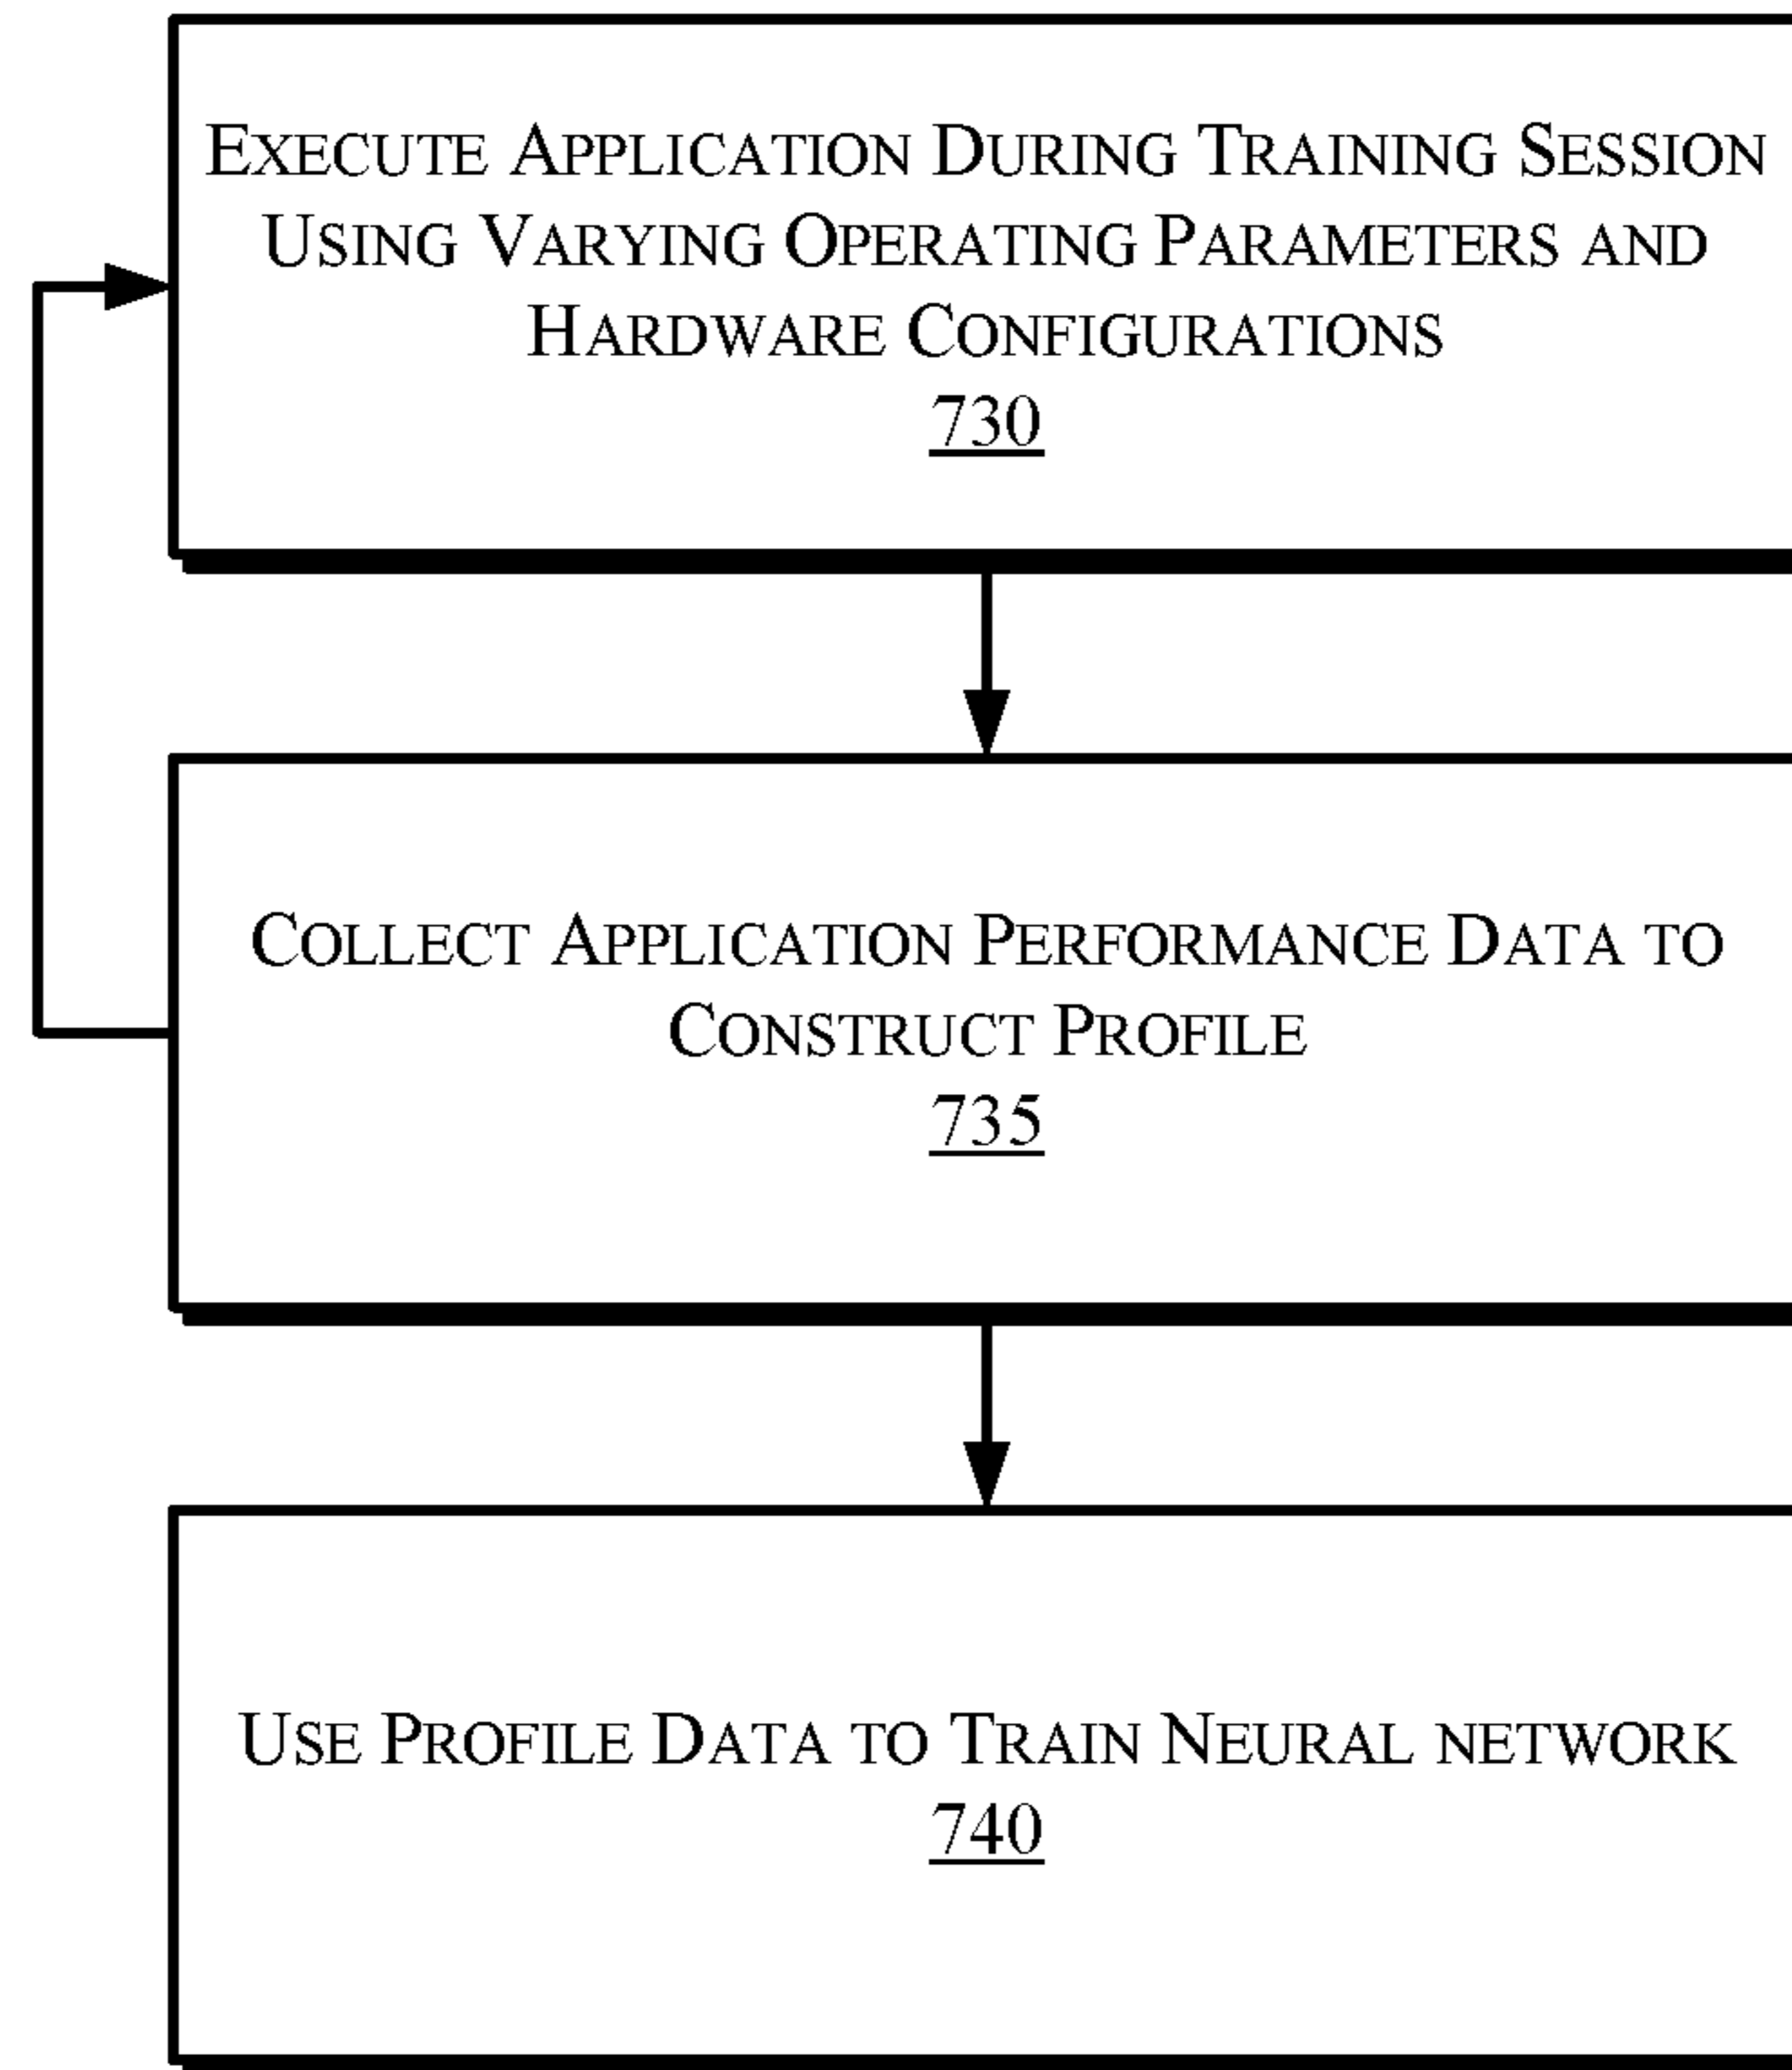 EXECUTE APPLICATION DURING TRAINING SESSION
USING VARYING OPERATING PARAMETERS AND
HARDWARE CONFIGURATIONS
730
COLLECT APPLICATION PERFORMANCE DATA TO
CONSTRUCT PROFILE
735
USE PROFILE DATA TO TRAIN NEURAL NETWORK
740